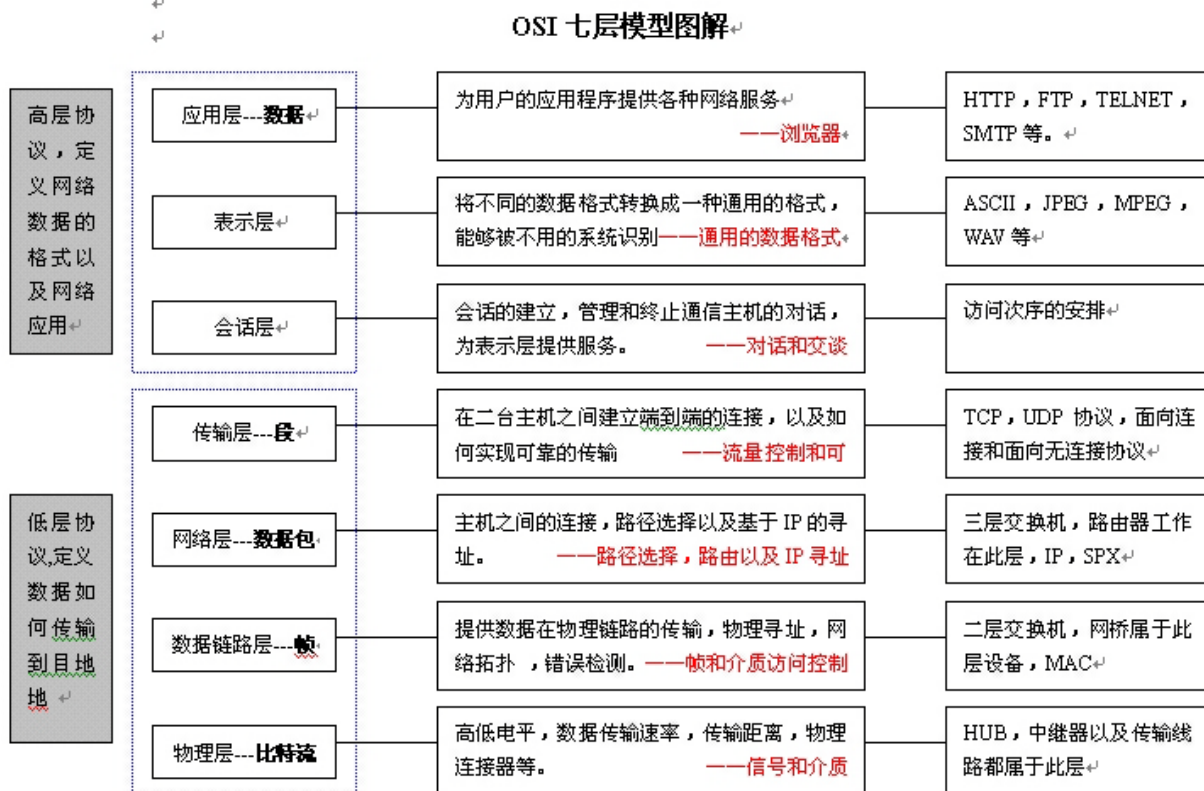 OSI 七层模型图解
高层协
议，定
义网络
数据的
格式以
及网络
应用
应用层---数据
为用户的应用程序提供各种网络服务
——浏览器
HTTP，FTP，TELNET，
SMTP 等。
表示层
将不同的数据格式转换成一种通用的格式，
能够被不用的系统识别——通用的数据格式
ASCII，JPEG，MPEG，
WAV 等
会话层
会话的建立，管理和终止通信主机的对话，
为表示层提供服务。 ——对话和交谈
访问次序的安排
低层协
议,定义
数据如
何传输
到目地
地
传输层---段
在二台主机之间建立端到端的连接，以及如
何实现可靠的传输 ——流量控制和可
TCP，UDP 协议，面向连
接和面向无连接协议
网络层---数据包
主机之间的连接，路径选择以及基于 IP 的寻
址。 ——路径选择，路由以及 IP 寻址
三层交换机，路由器工作
在此层，IP，SPX
数据链路层---帧
提供数据在物理链路的传输，物理寻址，网
络拓扑 ，错误检测。——帧和介质访问控制
二层交换机，网桥属于此
层设备，MAC
物理层---比特流
高低电平，数据传输速率，传输距离，物理
连接器等。 ——信号和介质
HUB，中继器以及传输线
路都属于此层